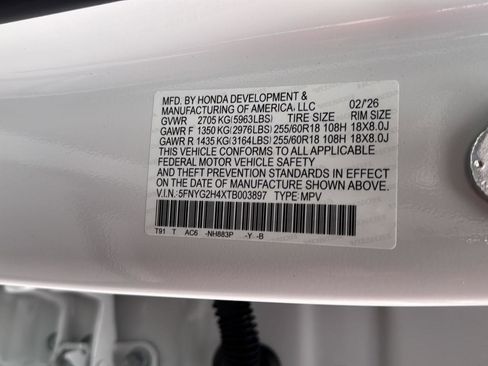 MFD. BY HONDA DEVELOPMENT &
MANUFACTURING OF AMERICA, LLC 02/'26
GVWR 2705 KG(5963LBS) TIRE SIZE RIM SIZE
GAWR F 1350 KG(2976LBS) 255/60R18 108H 18X8.0J
GAWR R 1435 KG(3164LBS) 255/60R18 108H 18X8.0J
THIS VEHICLE CONFORMS TO ALL APPLICABLE
FEDERAL MOTOR VEHICLE SAFETY
AND THEFT PREVENTION STANDARDS IN EFFECT
ON THE DATE OF MANUFACTURE SHOWN ABOVE.
V.I.N.:5FNYG2H4XTB003897 TYPE:MPV
T91 T AC6 -NH883P -Y -B